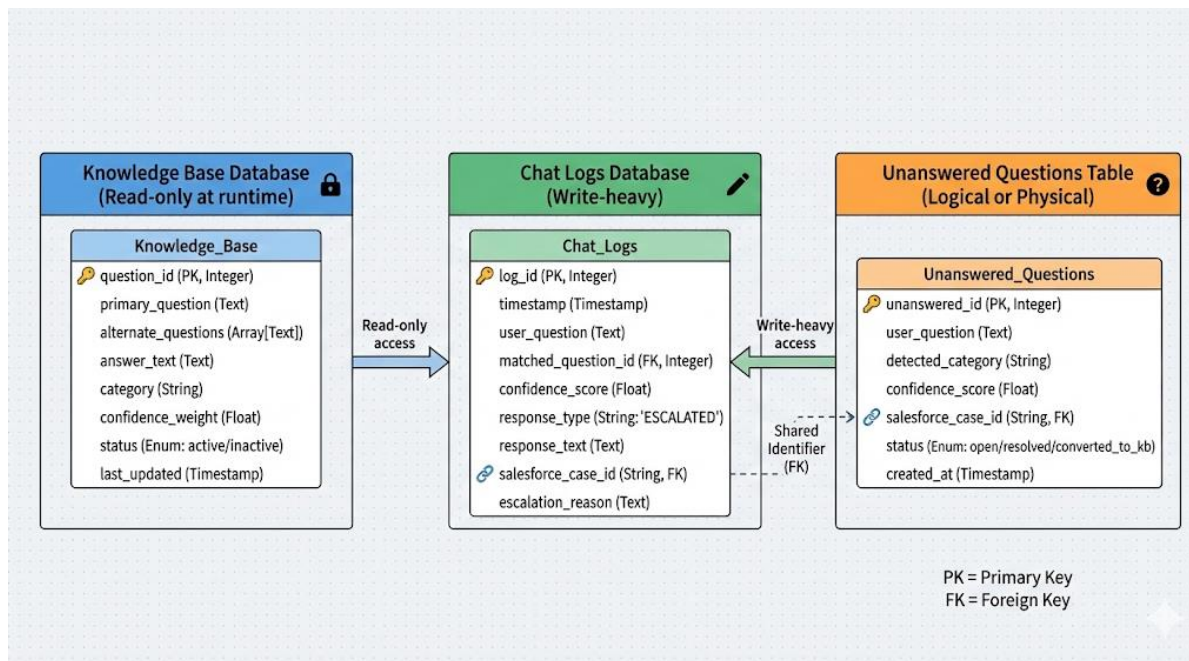 Knowledge Base Database
(Read-only at runtime)
Knowledge_Base
question_id (PK, Integer)
primary_question (Text)
alternate_questions (Array[Text])
answer_text (Text)
category (String)
confidence_weight (Float)
status (Enum: active/inactive)
last_updated (Timestamp)
Read-only
access
Chat Logs Database
(Write-heavy)
Chat_Logs
log_id (PK, Integer)
timestamp (Timestamp)
user_question (Text)
matched_question_id (FK, Integer)
confidence_score (Float)
response_type (String: 'ESCALATED')
response_text (Text)
salesforce_case_id (String, FK)
escalation_reason (Text)
Write-heavy
access
Shared
Identifier
(FK)
Unanswered Questions Table
(Logical or Physical)
?
Unanswered_Questions
unanswered_id (PK, Integer)
user_question (Text)
detected_category (String)
confidence_score (Float)
salesforce_case_id (String, FK)
status (Enum: open/resolved/converted_to_kb)
created_at (Timestamp)
PK = Primary Key
FK = Foreign Key